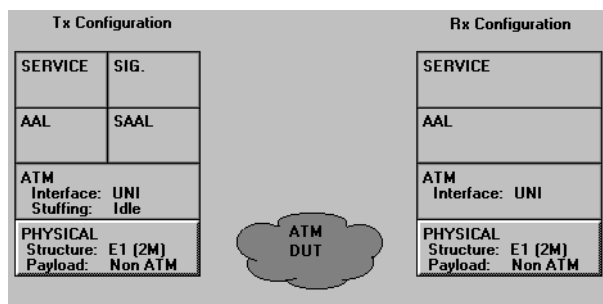 Tx Configuration
SERVICE
SIG.
AAL
SAAL
ATM
Interface: UNI
Stuffing: Idle
PHYSICAL
Structure: E1 (2M)
Payload: Non ATM
ATM
DUT
Rx Configuration
SERVICE
AAL
ATM
Interface: UNI
PHYSICAL
Structure: E1 (2M)
Payload: Non ATM